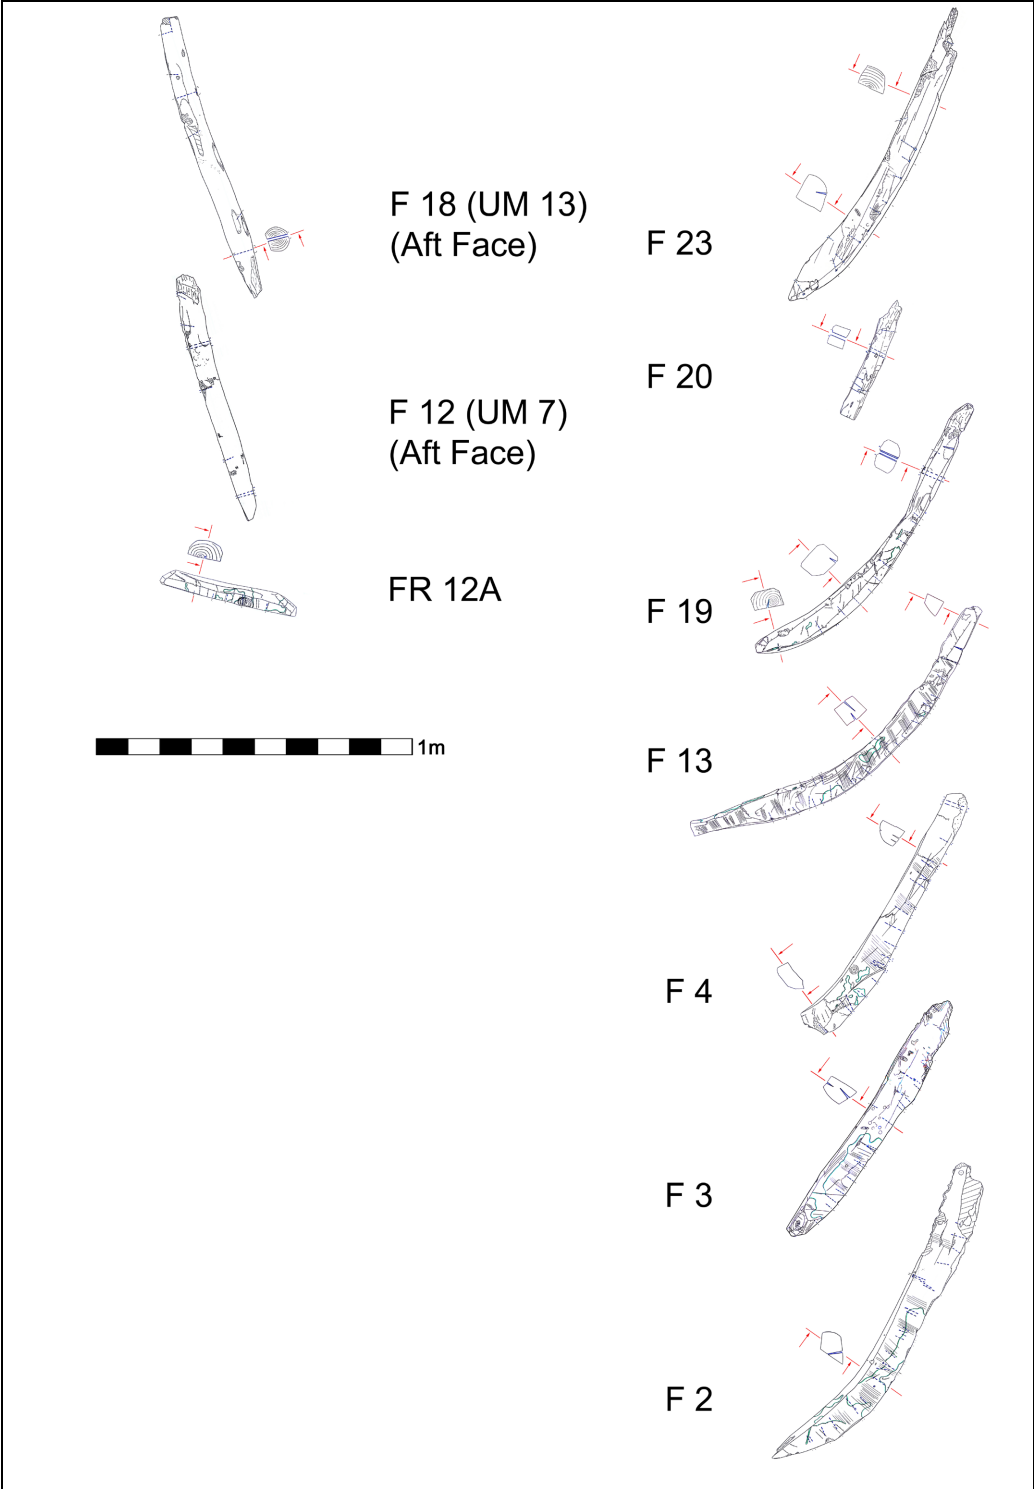 F 18 (UM 13)
(Aft Face)
F 12 (UM 7)
(Aft Face)
FR 12A
1m
F 23
F 20
F 19
F 13
F 4
F 3
F 2